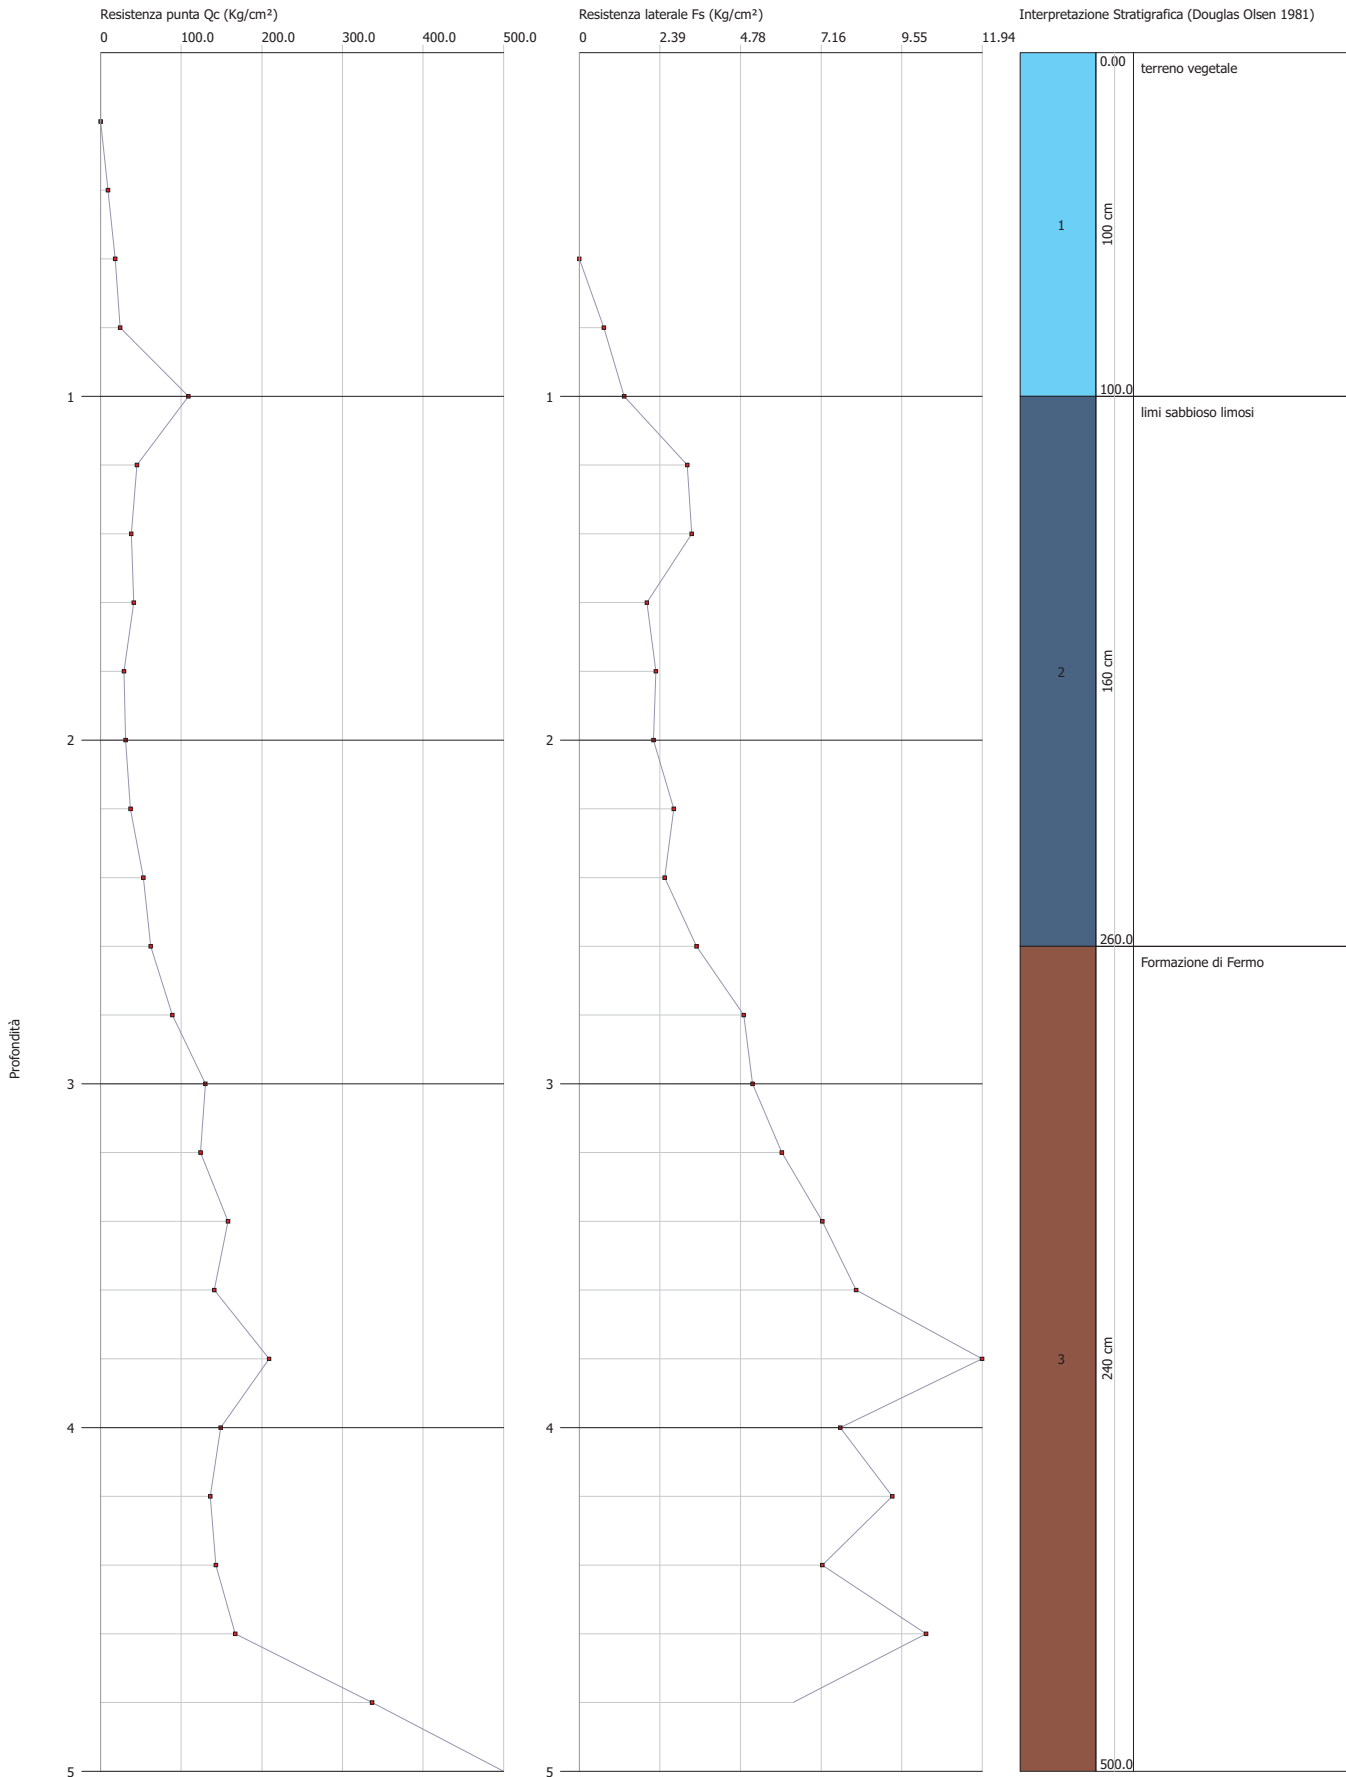 Resistenza punta Qc (Kg/cm²)
0 100.0 200.0 300.0 400.0 500.0
Resistenza laterale Fs (Kg/cm²)
0 2.39 4.78 7.16 9.55 11.94
Interpretazione Stratigrafica (Douglas Olsen 1981)
0.00
terreno vegetale
1
100 cm
100.0
1
1
limi sabbioso limosi
2
160 cm
2
2
260.0
Formazione di Fermo
Profondità
3
3
3
240 cm
4
4
500.0
5
5